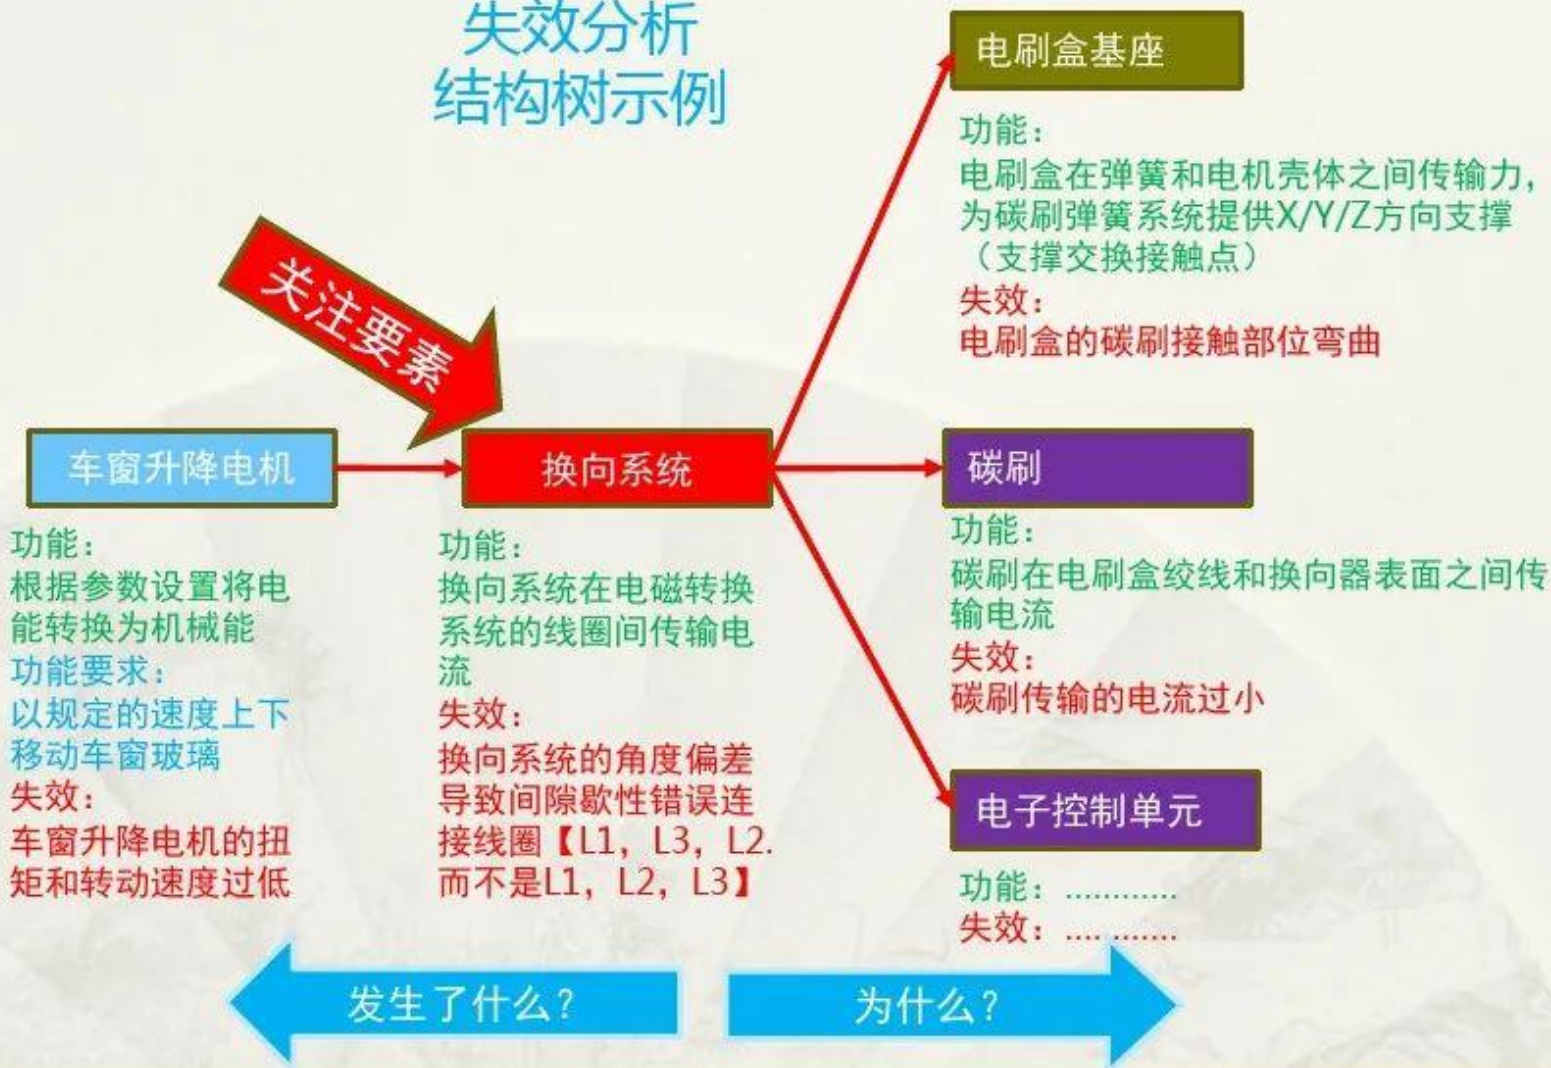 失效分析
结构树示例
关注要素
车窗升降电机
功能：
根据参数设置将电
能转换为机械能
功能要求：
以规定的速度上下
移动车窗玻璃
失效：
车窗升降电机的扭
矩和转动速度过低
换向系统
功能：
换向系统在电磁转换
系统的线圈间传输电
流
失效：
换向系统的角度偏差
导致间隙歇性错误连
接线圈【L1，L3，L2.
而不是L1，L2，L3】
电刷盒基座
功能：
电刷盒在弹簧和电机壳体之间传输力，
为碳刷弹簧系统提供X/Y/Z方向支撑
（支撑交换接触点）
失效：
电刷盒的碳刷接触部位弯曲
碳刷
功能：
碳刷在电刷盒绞线和换向器表面之间传
输电流
失效：
碳刷传输的电流过小
电子控制单元
功能：............
失效：............
发生了什么？
为什么？